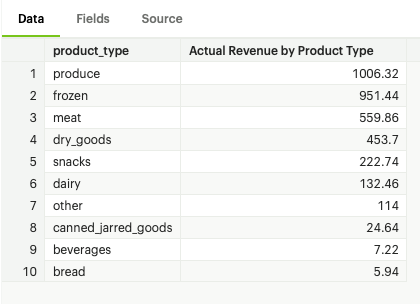 Data Fields Source
product_type Actual Revenue by Product Type
1 produce 1006.32
2 frozen 951.44
3 meat 559.86
4 dry_goods 453.7
5 snacks 222.74
6 dairy 132.46
7 other 114
8 canned_jarred_goods 24.64
9 beverages 7.22
10 bread 5.94